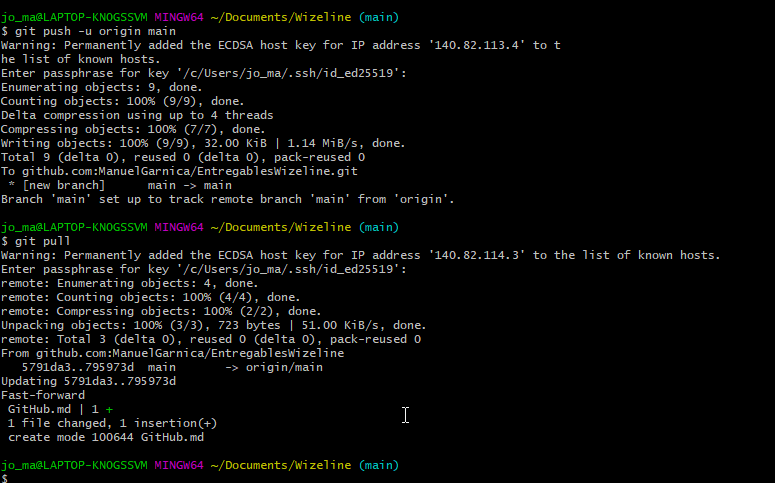 jo_ma@LAPTOP-KNOGSSVM MINGW64 ~/Documents/Wizeline (main)
$ git push -u origin main
Warning: Permanently added the ECDSA host key for IP address '140.82.113.4' to t
he list of known hosts.
Enter passphrase for key '/c/Users/jo_ma/.ssh/id_ed25519':
Enumerating objects: 9, done.
Counting objects: 100% (9/9), done.
Delta compression using up to 4 threads
Compressing objects: 100% (7/7), done.
Writing objects: 100% (9/9), 32.00 KiB | 1.14 MiB/s, done.
Total 9 (delta 0), reused 0 (delta 0), pack-reused 0
To github.com:ManuelGarnica/EntregablesWizeline.git
 * [new branch]      main -> main
Branch 'main' set up to track remote branch 'main' from 'origin'.

jo_ma@LAPTOP-KNOGSSVM MINGW64 ~/Documents/Wizeline (main)
$ git pull
Warning: Permanently added the ECDSA host key for IP address '140.82.114.3' to the list of known hosts.
Enter passphrase for key '/c/Users/jo_ma/.ssh/id_ed25519':
remote: Enumerating objects: 4, done.
remote: Counting objects: 100% (4/4), done.
remote: Compressing objects: 100% (2/2), done.
Unpacking objects: 100% (3/3), 723 bytes | 51.00 KiB/s, done.
remote: Total 3 (delta 0), reused 0 (delta 0), pack-reused 0
From github.com:ManuelGarnica/EntregablesWizeline
   5791da3..795973d  main       -> origin/main
Updating 5791da3..795973d
Fast-forward
 GitHub.md | 1 +
 1 file changed, 1 insertion(+)
 create mode 100644 GitHub.md

jo_ma@LAPTOP-KNOGSSVM MINGW64 ~/Documents/Wizeline (main)
$